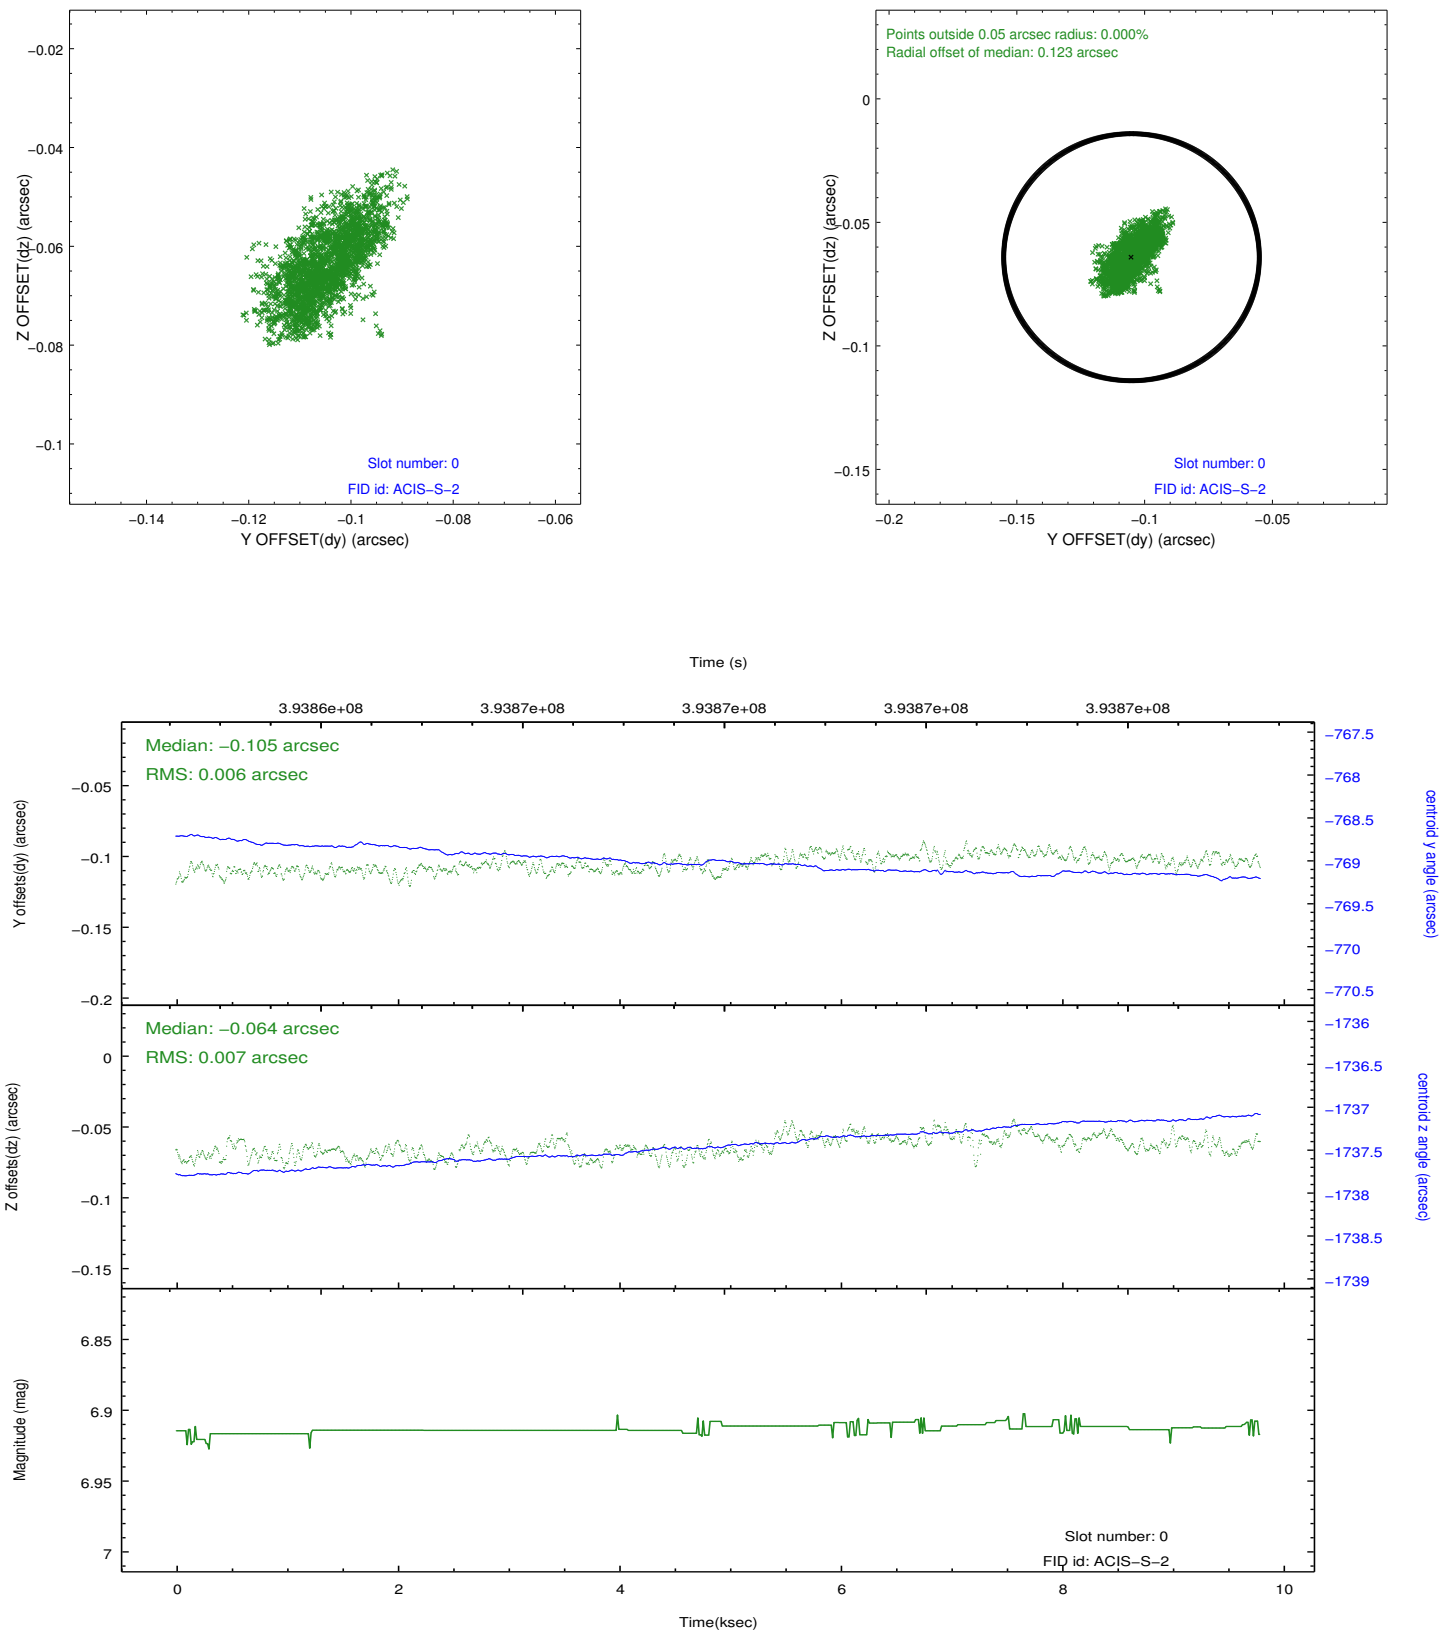 −0.02
−0.04
−0.06
−0.08
−0.1
Z OFFSET(dz) (arcsec)
Slot number: 0
FID id: ACIS−S−2
−0.14
−0.12
−0.1
−0.08
−0.06
Y OFFSET(dy) (arcsec)
Points outside 0.05 arcsec radius: 0.000%
Radial offset of median: 0.123 arcsec
0
−0.05
−0.1
−0.15
Z OFFSET(dz) (arcsec)
Slot number: 0
FID id: ACIS−S−2
−0.2
−0.15
−0.1
−0.05
Y OFFSET(dy) (arcsec)
Time (s)
3.9386e+08
3.9387e+08
3.9387e+08
3.9387e+08
3.9387e+08
Median: −0.105 arcsec
RMS: 0.006 arcsec
−0.05
−0.1
−0.15
−0.2
Y offsets(dy) (arcsec)
−767.5
−768
−768.5
−769
−769.5
−770
−770.5
centroid y angle (arcsec)
Median: −0.064 arcsec
RMS: 0.007 arcsec
0
−0.05
−0.1
−0.15
Z offsets(dz) (arcsec)
−1736
−1736.5
−1737
−1737.5
−1738
−1738.5
−1739
centroid z angle (arcsec)
6.85
6.9
6.95
7
Magnitude (mag)
Slot number: 0
FID id: ACIS−S−2
0
2
4
6
8
10
Time(ksec)